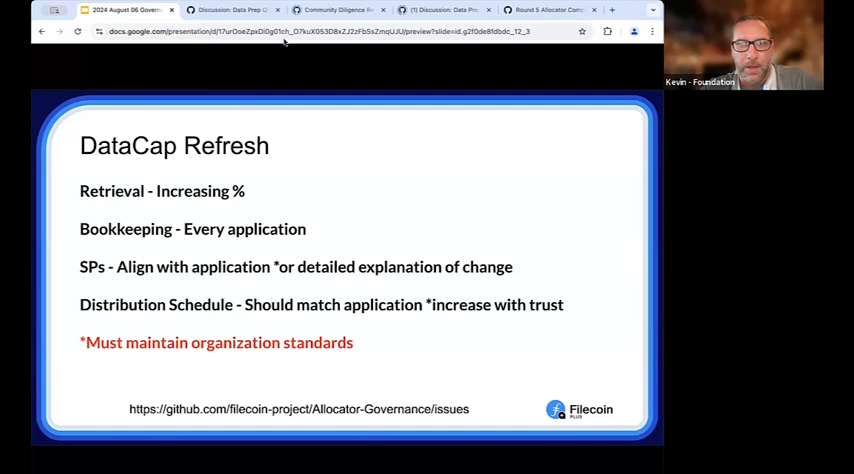 2024 August 06 Govern
Discussion: Data Prep
Community Diligence Re
(1) Discussion: Data Pre
Round 5 Allocator Comp
docs.google.com/presentation/d/
/preview?slide=id.g2f0de8fdbdc_12_3
Kevin - Foundation
DataCap Refresh
Retrieval - Increasing %
Bookkeeping - Every application
SPs - Align with application *or detailed explanation of change
Distribution Schedule - Should match application *increase with trust
*Must maintain organization standards
https://github.com/filecoin-project/Allocator-Governance/issues
Filecoin
PLUS